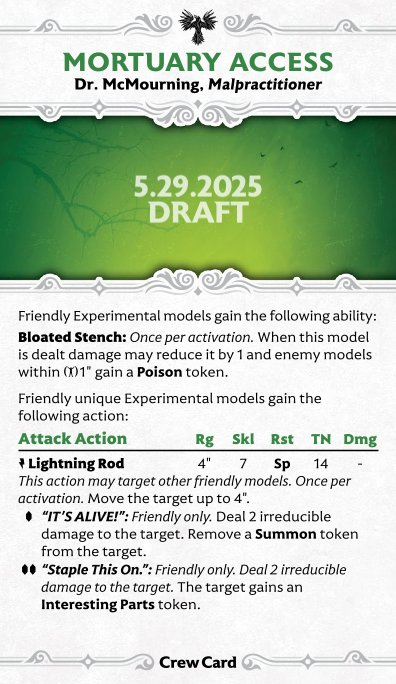 MORTUARY ACCESS
Dr. McMourning, Malpractitioner
5.29.2025
DRAFT
Friendly Experimental models gain the following ability:
Bloated Stench: Once per activation. When this model
is dealt damage may reduce it by 1 and enemy models
within 1" gain a Poison token.
Friendly unique Experimental models gain the
following action:
Attack Action Rg Skl Rst TN Dmg
Lightning Rod 4" 7 Sp 14 -
This action may target other friendly models. Once per
activation. Move the target up to 4".
"IT'S ALIVE!": Friendly only. Deal 2 irreducible
damage to the target. Remove a Summon token
from the target.
"Staple This On.": Friendly only. Deal 2 irreducible
damage to the target. The target gains an
Interesting Parts token.
Crew Card